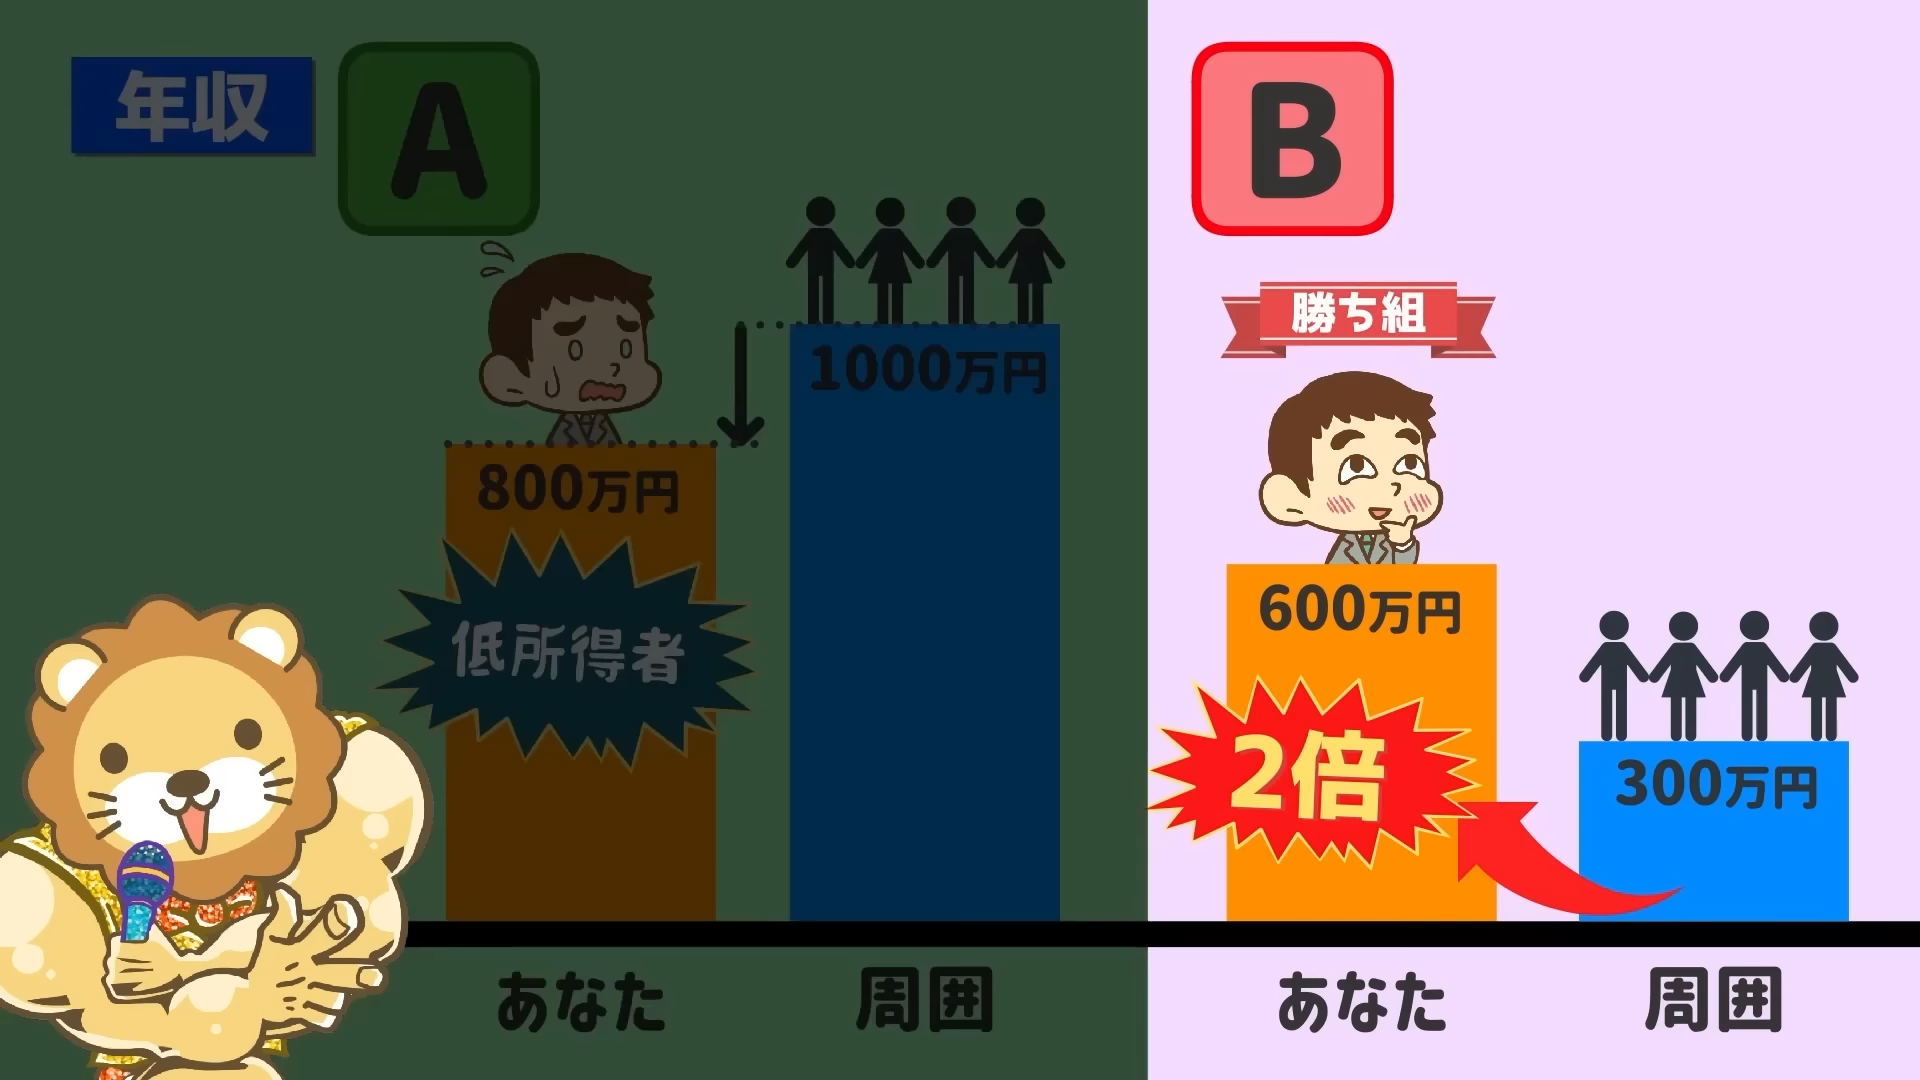 年収
A
1000万円
800万円
低所得者
あなた
周囲
B
勝ち組
600万円
2倍
300万円
あなた
周囲